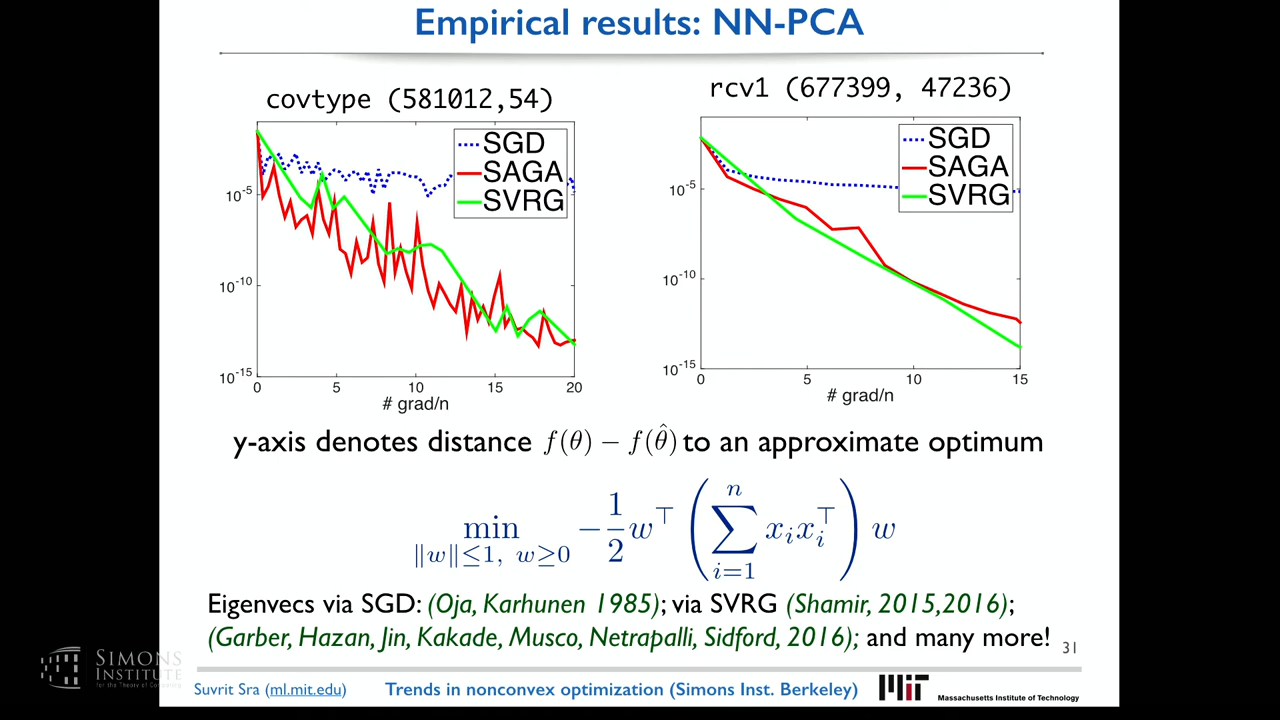 Empirical results: NN-PCA
covtype (581012,54)
rcv1 (677399, 47236)
SGD
SAGA
SVRG
10^-5
10^-10
10^-15
0 5 10 15 20
# grad/n
SGD
SAGA
SVRG
10^-5
10^-10
10^-15
0 5 10 15
# grad/n
y-axis denotes distance f(θ) − f(θ̂) to an approximate optimum
min_{‖w‖≤1, w≥0} −1/2 w^⊤ (∑_{i=1}^{n} x_i x_i^⊤) w
Eigenvecs via SGD: (Oja, Karhunen 1985); via SVRG (Shamir, 2015,2016);
(Garber, Hazan, Jin, Kakade, Musco, Netrapalli, Sidford, 2016); and many more!
31
SIMONS
INSTITUTE
for the Theory of Computing
Suvrit Sra (ml.mit.edu)
Trends in nonconvex optimization (Simons Inst. Berkeley)
MIT
Massachusetts Institute of Technology